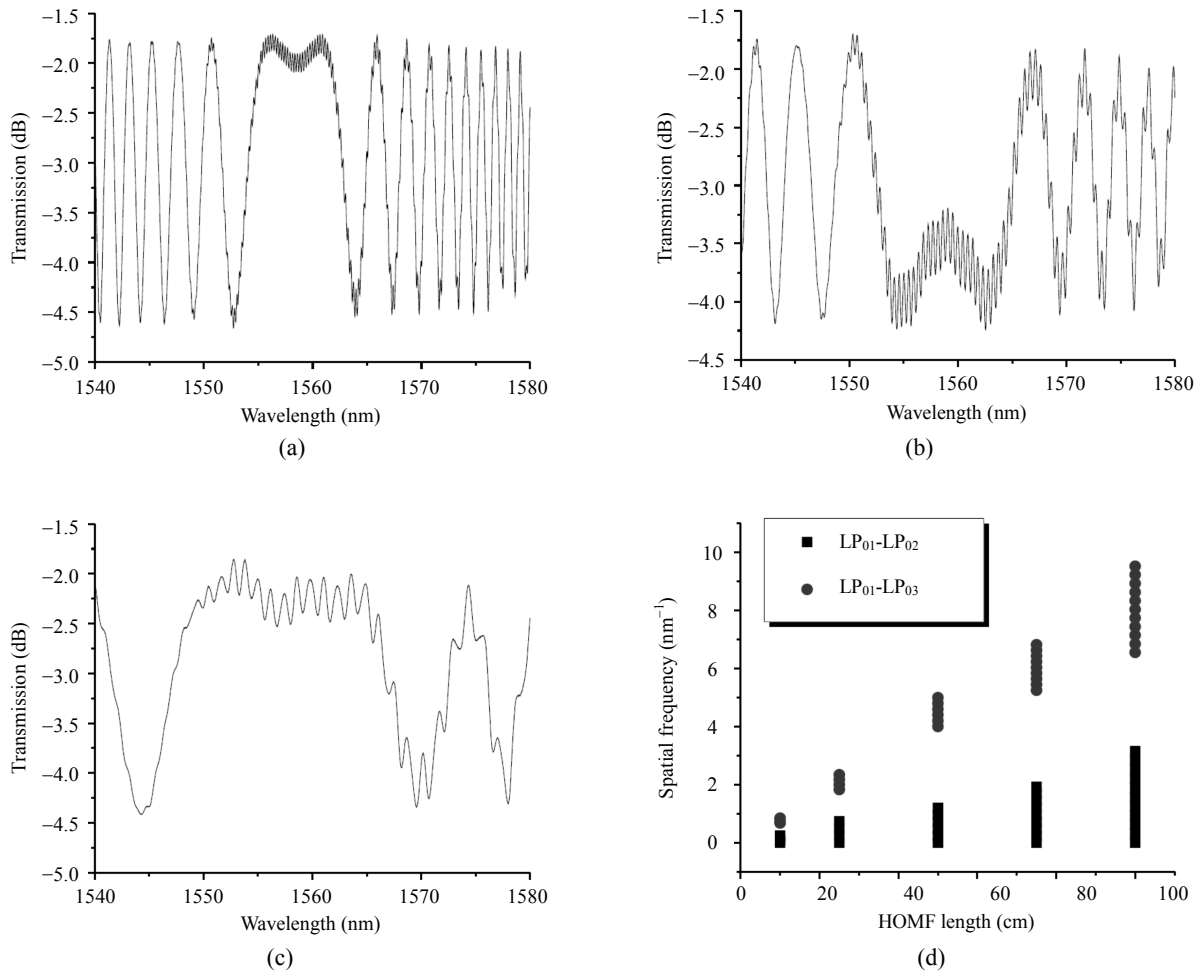 −1.5
−2.0
−2.5
−3.0
−3.5
−4.0
−4.5
−5.0
Transmission (dB)
1540 1550 1560 1570 1580
Wavelength (nm)
(a)
−1.5
−2.0
−2.5
−3.0
−3.5
−4.0
−4.5
Transmission (dB)
1540 1550 1560 1570 1580
Wavelength (nm)
(b)
−1.5
−2.0
−2.5
−3.0
−3.5
−4.0
−4.5
−5.0
Transmission (dB)
1540 1550 1560 1570 1580
Wavelength (nm)
(c)
10
8
6
4
2
0
Spatial frequency (nm⁻¹)
LP₀₁-LP₀₂
LP₀₁-LP₀₃
0 20 40 60 80 100
HOMF length (cm)
(d)